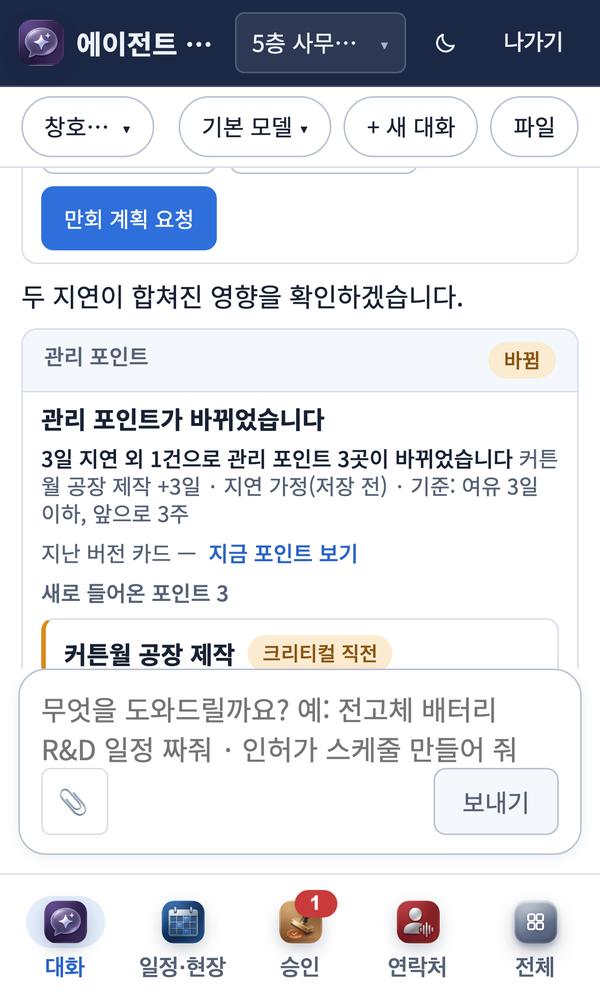 에이전트 ···
5층 사무···
나가기
창호···
기본 모델
+ 새 대화
파일
만회 계획 요청
두 지연이 합쳐진 영향을 확인하겠습니다.
관리 포인트
바뀜
관리 포인트가 바뀌었습니다
3일 지연 외 1건으로 관리 포인트 3곳이 바뀌었습니다 커튼
월 공장 제작 +3일 · 지연 가정(저장 전) · 기준: 여유 3일
이하, 앞으로 3주
지난 버전 카드 — 지금 포인트 보기
새로 들어온 포인트 3
커튼월 공장 제작 크리티컬 직전
무엇을 도와드릴까요? 예: 전고체 배터리
R&D 일정 짜줘 · 인허가 스케줄 만들어 줘
보내기
1
대화
일정·현장
승인
연락처
전체